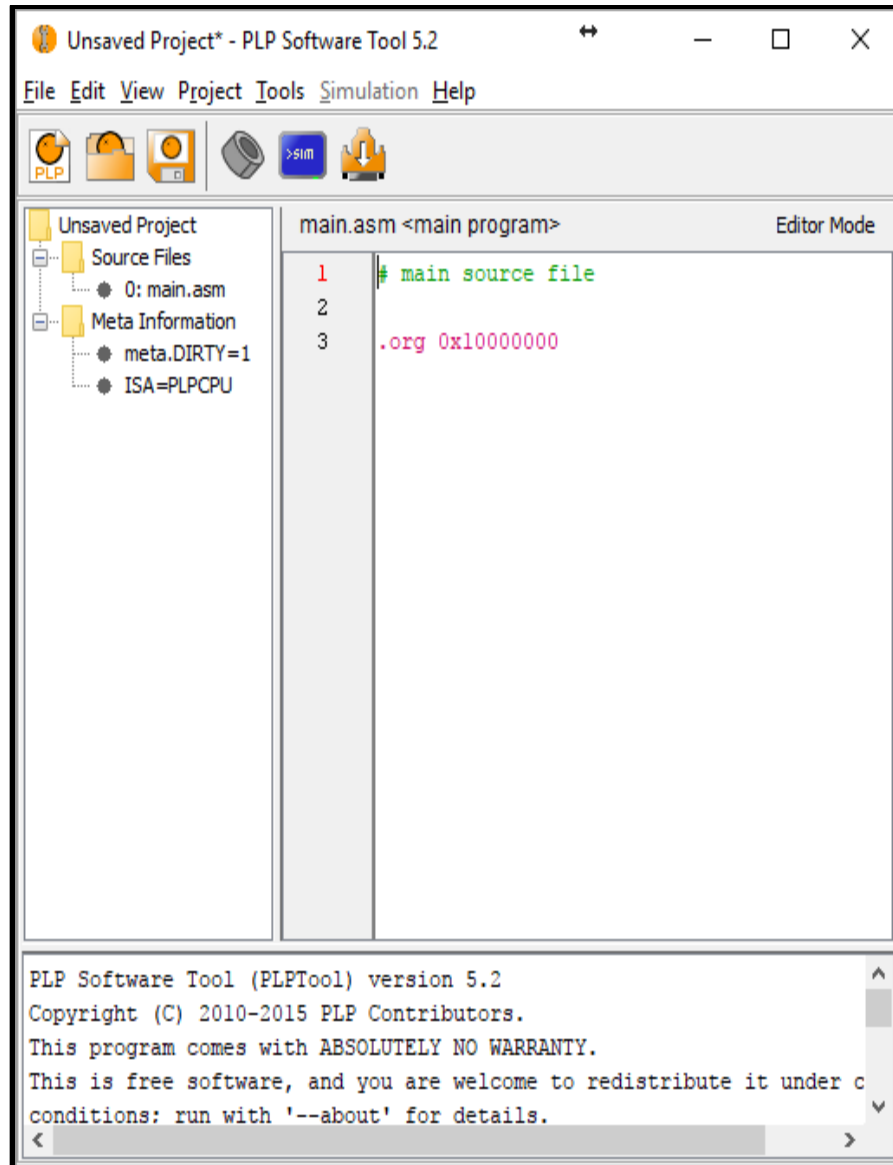 Unsaved Project* - PLP Software Tool 5.2
File Edit View Project Tools Simulation Help
PLP >sim
Unsaved Project
Source Files
0: main.asm
Meta Information
meta.DIRTY=1
ISA=PLPCPU
main.asm <main program> Editor Mode
1 # main source file
2
3 .org 0x10000000
PLP Software Tool (PLPTool) version 5.2
Copyright (C) 2010-2015 PLP Contributors.
This program comes with ABSOLUTELY NO WARRANTY.
This is free software, and you are welcome to redistribute it under c
conditions; run with '--about' for details.